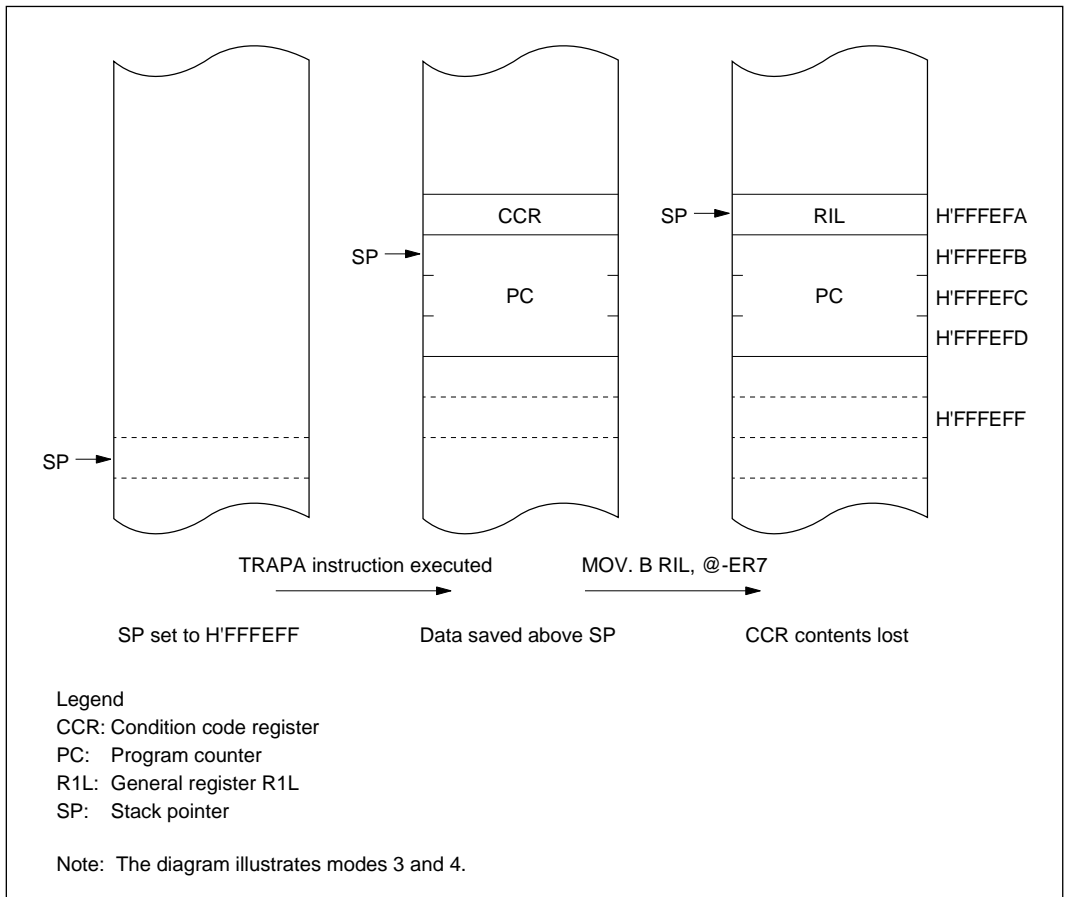 CCR
SP
RIL
H'FFFEFA
SP
H'FFFEFB
PC
PC
H'FFFEFC
H'FFFEFD
H'FFFEFF
SP
TRAPA instruction executed
MOV. B RIL, @-ER7
SP set to H'FFFEFF
Data saved above SP
CCR contents lost
Legend
CCR: Condition code register
PC: Program counter
R1L: General register R1L
SP: Stack pointer
Note: The diagram illustrates modes 3 and 4.